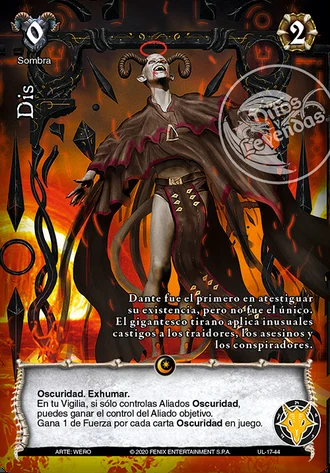 0
2
Sombra
Dis
Mitos y
Leyendas
Dante fue el primero en atestiguar
su existencia, pero no fue el único.
El gigantesco tirano aplica inusuales
castigos a los traidores, los asesinos y
los conspiradores.
Oscuridad. Exhumar.
En tu Vigilia, si sólo controlas Aliados Oscuridad,
puedes ganar el control del Aliado objetivo.
Gana 1 de Fuerza por cada carta Oscuridad en juego.
ARTE: WERO
© 2020 FENIX ENTERTAINMENT S.P.A.
UL-17-44